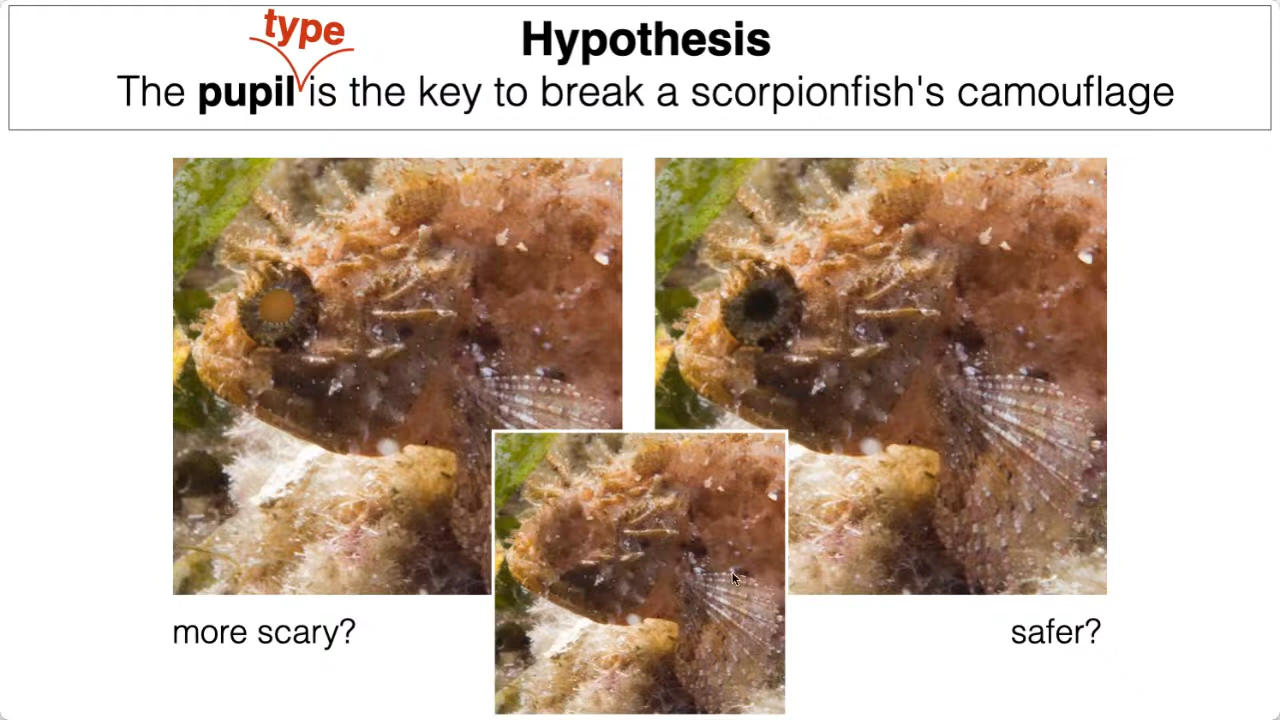 Hypothesis
type
The pupil is the key to break a scorpionfish's camouflage
more scary?
safer?